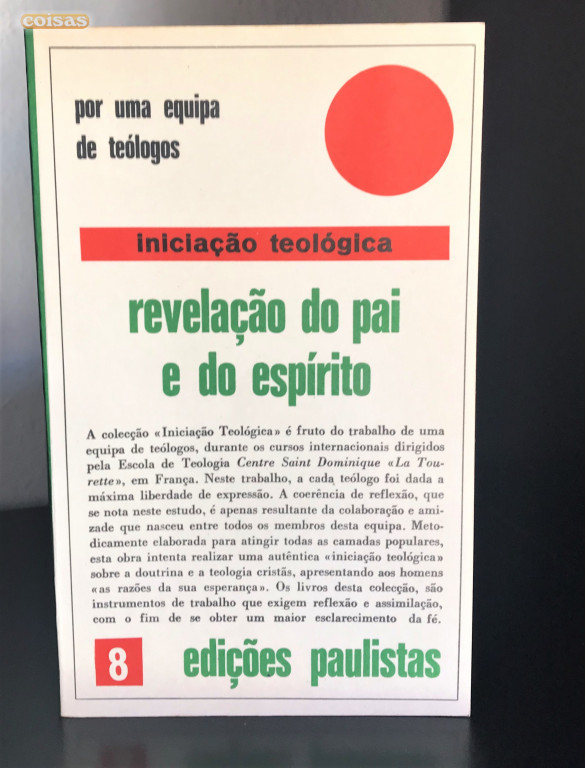 coisas
por uma equipa
de teólogos
iniciação teológica
revelação do pai
e do espírito
A colecção «Iniciação Teológica» é fruto do trabalho de uma
equipa de teólogos, durante os cursos internacionais dirigidos
pela Escola de Teologia Centre Saint Dominique «La Tou-
rette», em França. Neste trabalho, a cada teólogo foi dada a
máxima liberdade de expressão. A coerência de reflexão, que
se nota neste estudo, é apenas resultante da colaboração e ami-
zade que nasceu entre todos os membros desta equipa. Meto-
dicamente elaborada para atingir todas as camadas populares,
esta obra intenta realizar uma autêntica «iniciação teológica»
sobre a doutrina e a teologia cristãs, apresentando aos homens
«as razões da sua esperança». Os livros desta colecção, são
instrumentos de trabalho que exigem reflexão e assimilação,
com o fim de se obter um maior esclarecimento da fé.
8 edições paulistas